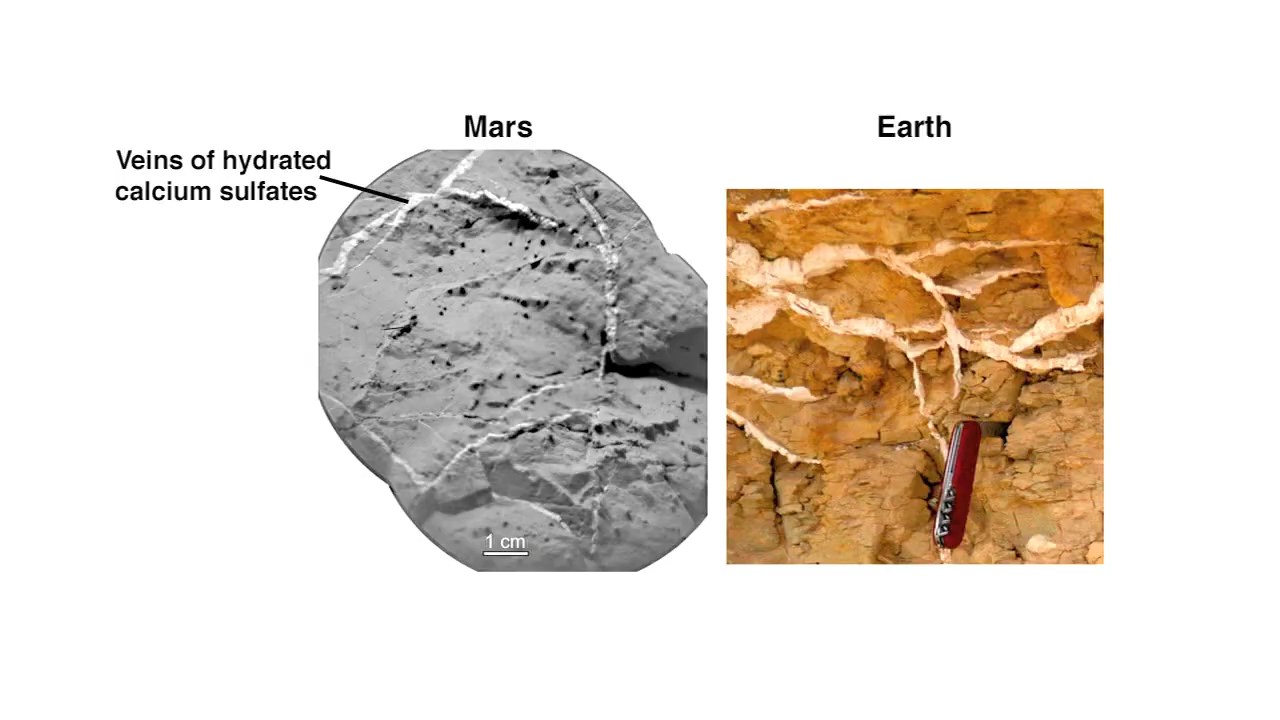 Mars
Earth
Veins of hydrated
calcium sulfates
1 cm